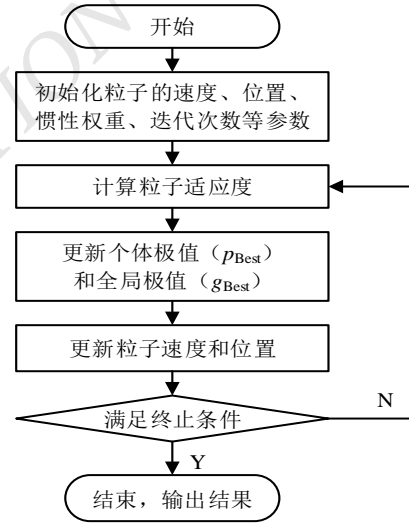 开始
初始化粒子的速度、位置、
惯性权重、迭代次数等参数
计算粒子适应度
更新个体极值（pBest）
和全局极值（gBest）
更新粒子速度和位置
满足终止条件
N
Y
结束，输出结果